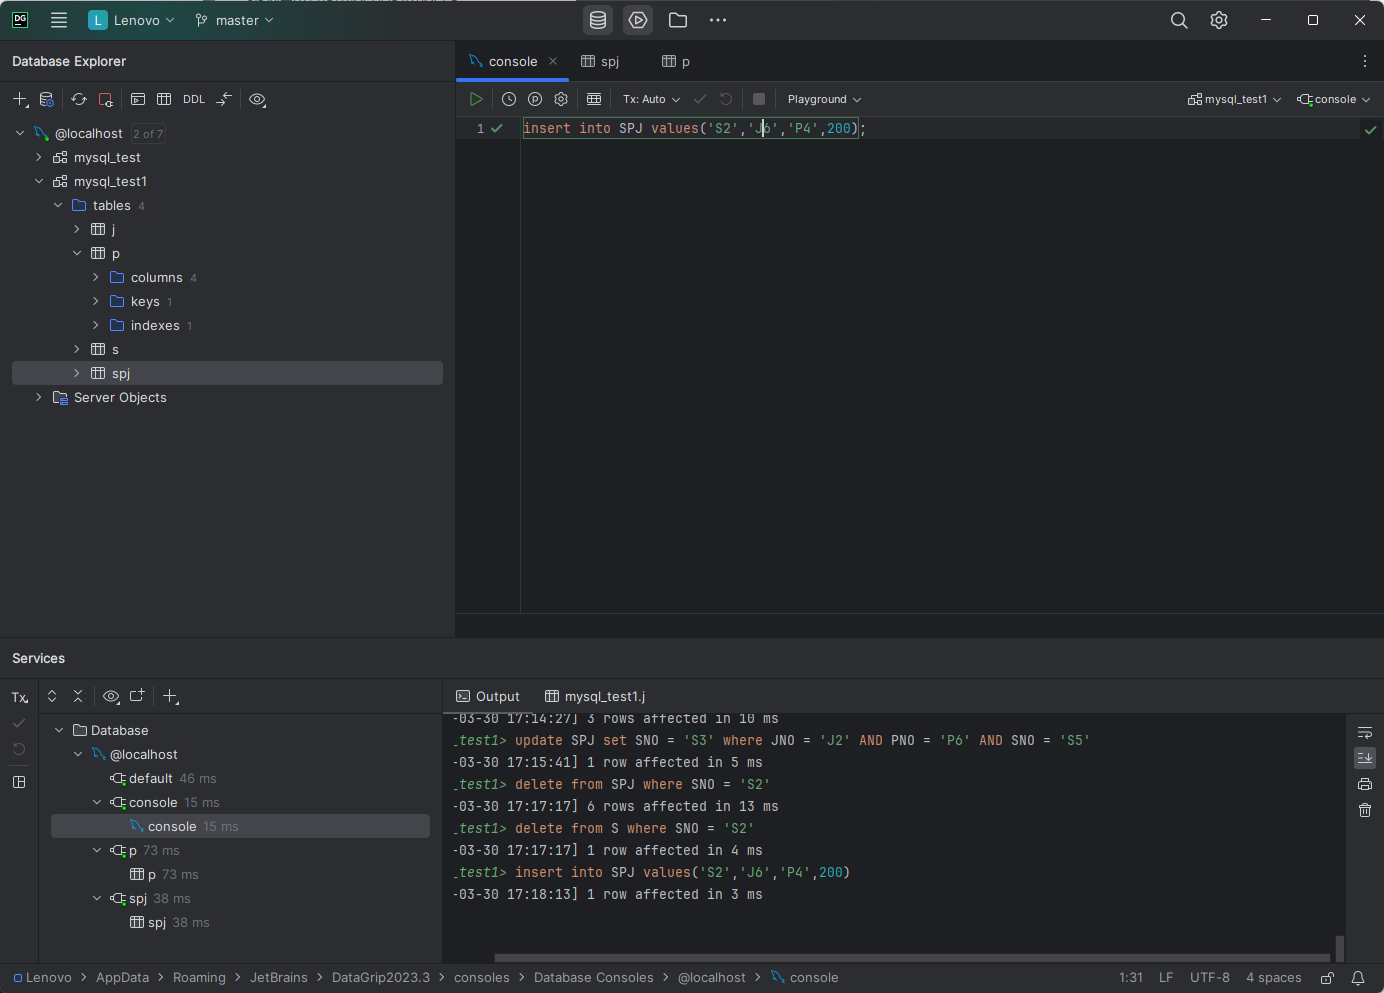 DG
L Lenovo master
Database Explorer
console spj p
DDL
Tx: Auto Playground mysql_test1 console
@localhost 2 of 7
mysql_test
mysql_test1
tables 4
j
p
columns 4
keys 1
indexes 1
s
spj
Server Objects
1 insert into SPJ values('S2','J6','P4',200);
Services
Tx
Output mysql_test1.j
Database
@localhost
default 46 ms
console 15 ms
console 15 ms
p 73 ms
p 73 ms
spj 38 ms
spj 38 ms
-03-30 17:14:27] 3 rows affected in 10 ms
_test1> update SPJ set SNO = 'S3' where JNO = 'J2' AND PNO = 'P6' AND SNO = 'S5'
-03-30 17:15:41] 1 row affected in 5 ms
_test1> delete from SPJ where SNO = 'S2'
-03-30 17:17:17] 6 rows affected in 13 ms
_test1> delete from S where SNO = 'S2'
-03-30 17:17:17] 1 row affected in 4 ms
_test1> insert into SPJ values('S2','J6','P4',200)
-03-30 17:18:13] 1 row affected in 3 ms
Lenovo > AppData > Roaming > JetBrains > DataGrip2023.3 > consoles > Database Consoles > @localhost > console 1:31 LF UTF-8 4 spaces